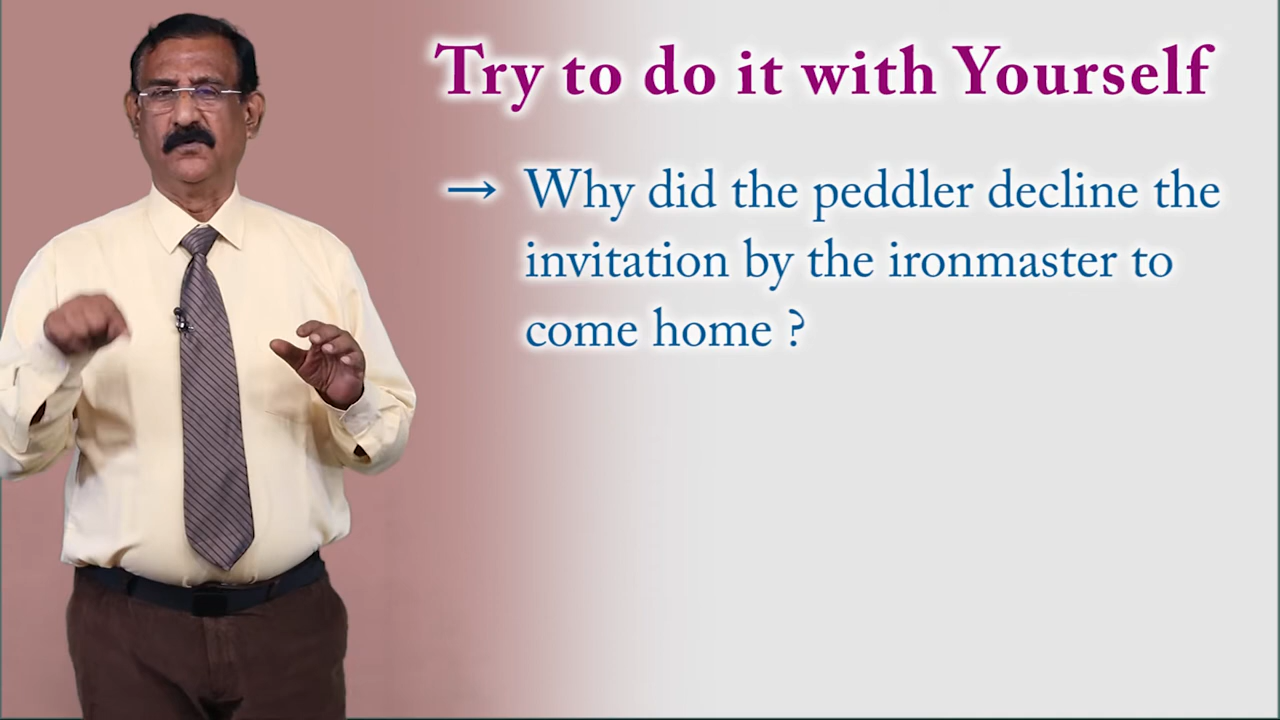 Try to do it with Yourself
→ Why did the peddler decline the
invitation by the ironmaster to
come home ?